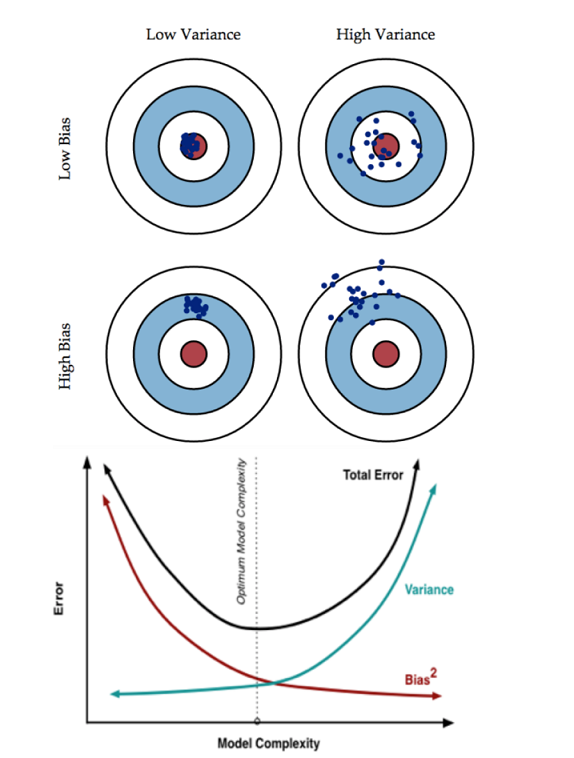 Low Variance
High Variance
Low Bias
High Bias
Total Error
Optimum Model Complexity
Error
Variance
Bias²
Model Complexity